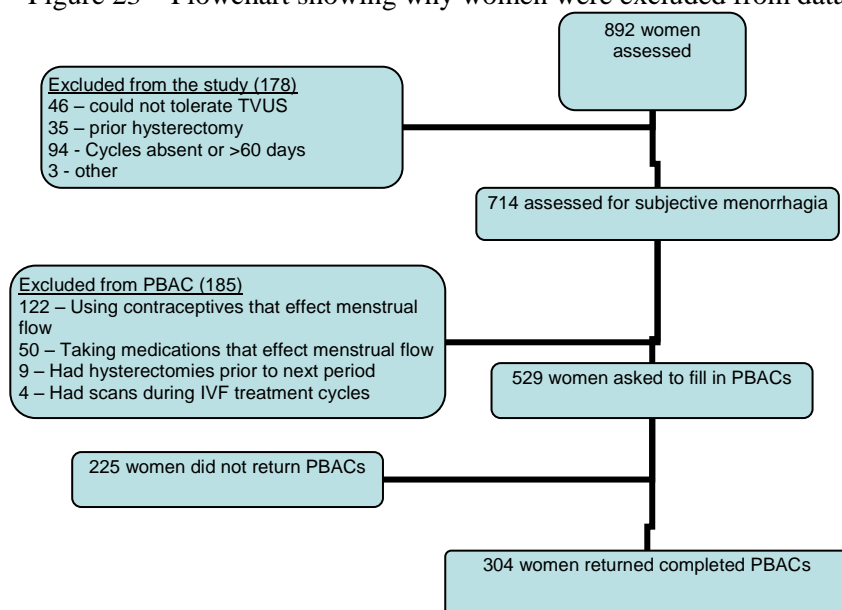 Figure 23 – Flowchart showing why women were excluded from data
892 women
assessed
Excluded from the study (178)
46 – could not tolerate TVUS
35 – prior hysterectomy
94 - Cycles absent or >60 days
3 - other
714 assessed for subjective menorrhagia
Excluded from PBAC (185)
122 – Using contraceptives that effect menstrual
flow
50 – Taking medications that effect menstrual flow
9 – Had hysterectomies prior to next period
4 – Had scans during IVF treatment cycles
529 women asked to fill in PBACs
225 women did not return PBACs
304 women returned completed PBACs